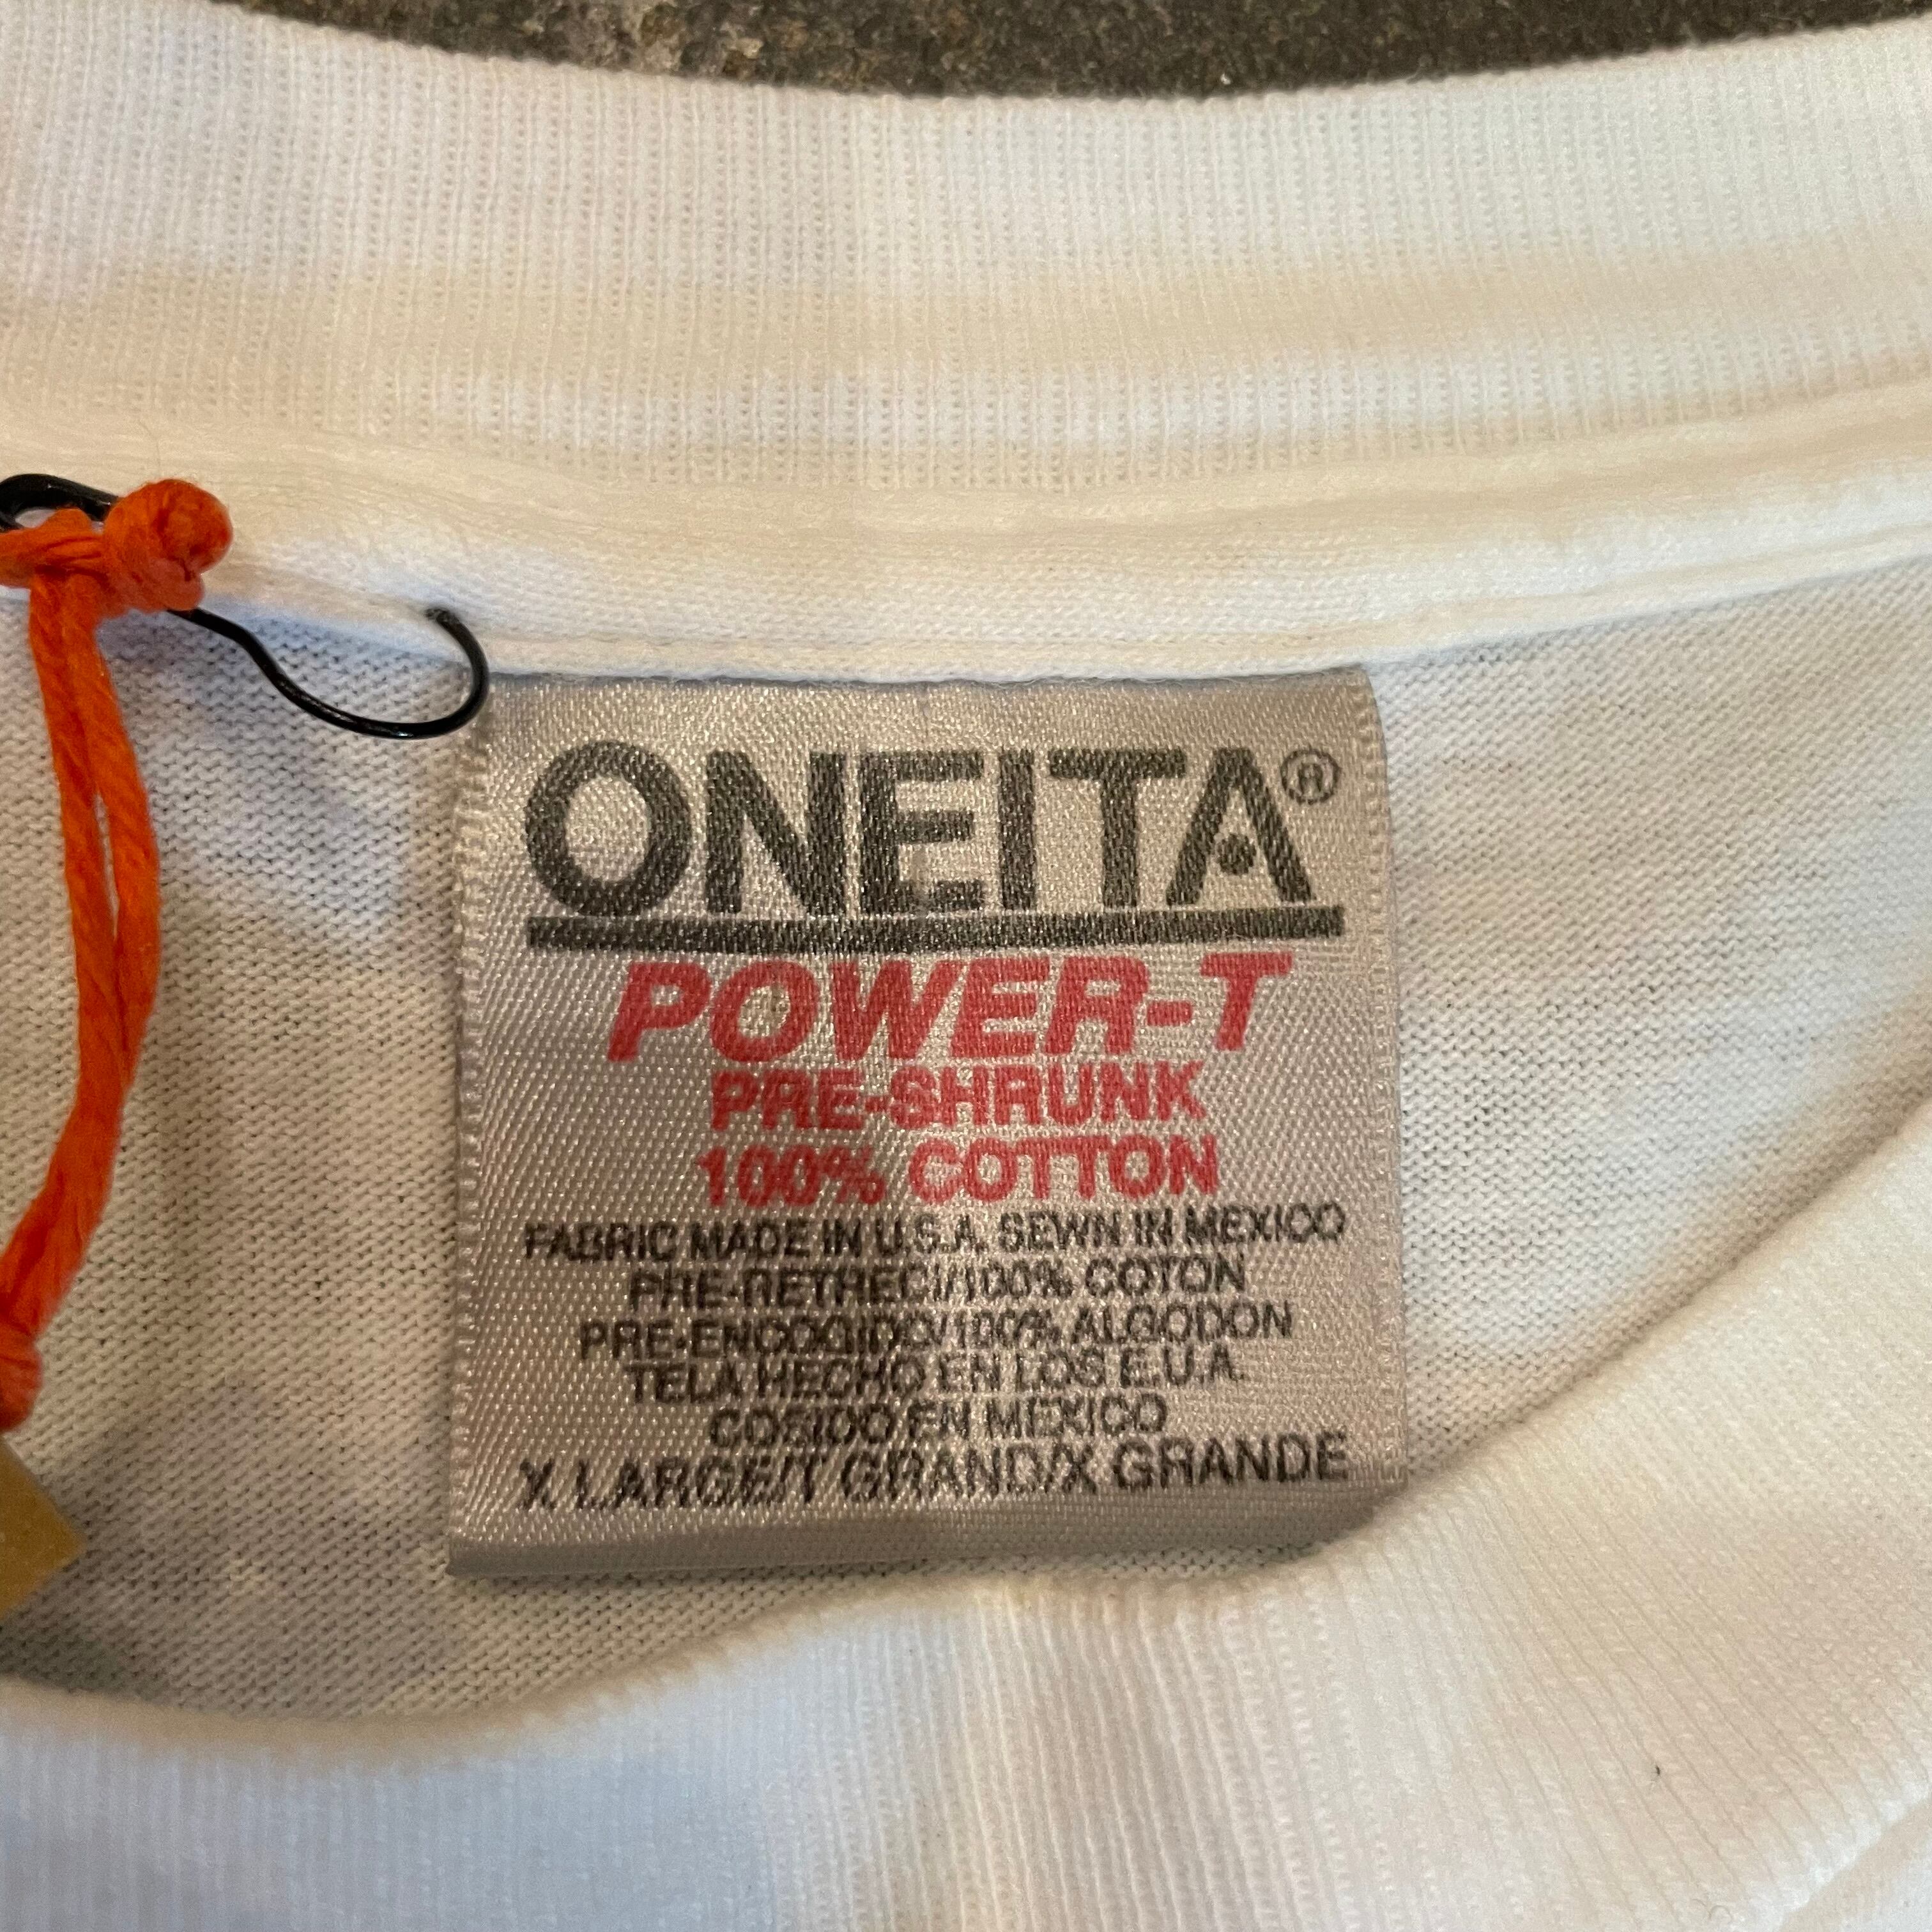 ONEITA®
POWER-T
PRE-SHRUNK
100% COTTON
FABRIC MADE IN U.S.A. SEWN IN MEXICO
PRE-RETRECI/100% COTON
PRE-ENCOGIDO/100% ALGODON
TELA HECHO EN LOS E.U.A.
COSIDO EN MEXICO
X LARGE/T GRAND/X GRANDE